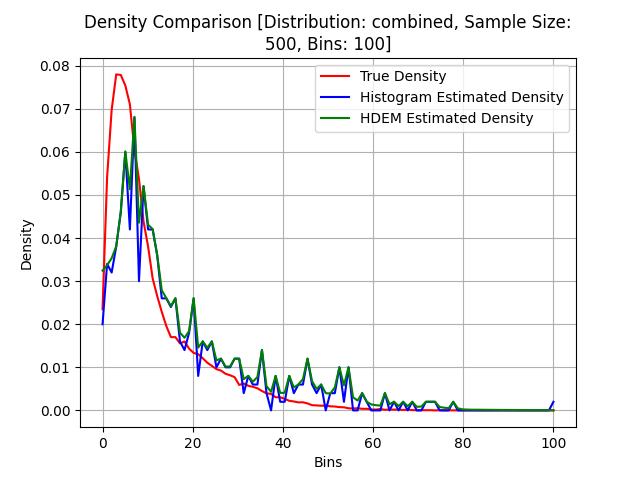 Density Comparison [Distribution: combined, Sample Size:
500, Bins: 100]
True Density
Histogram Estimated Density
HDEM Estimated Density
Density
0.08
0.07
0.06
0.05
0.04
0.03
0.02
0.01
0.00
0 20 40 60 80 100
Bins